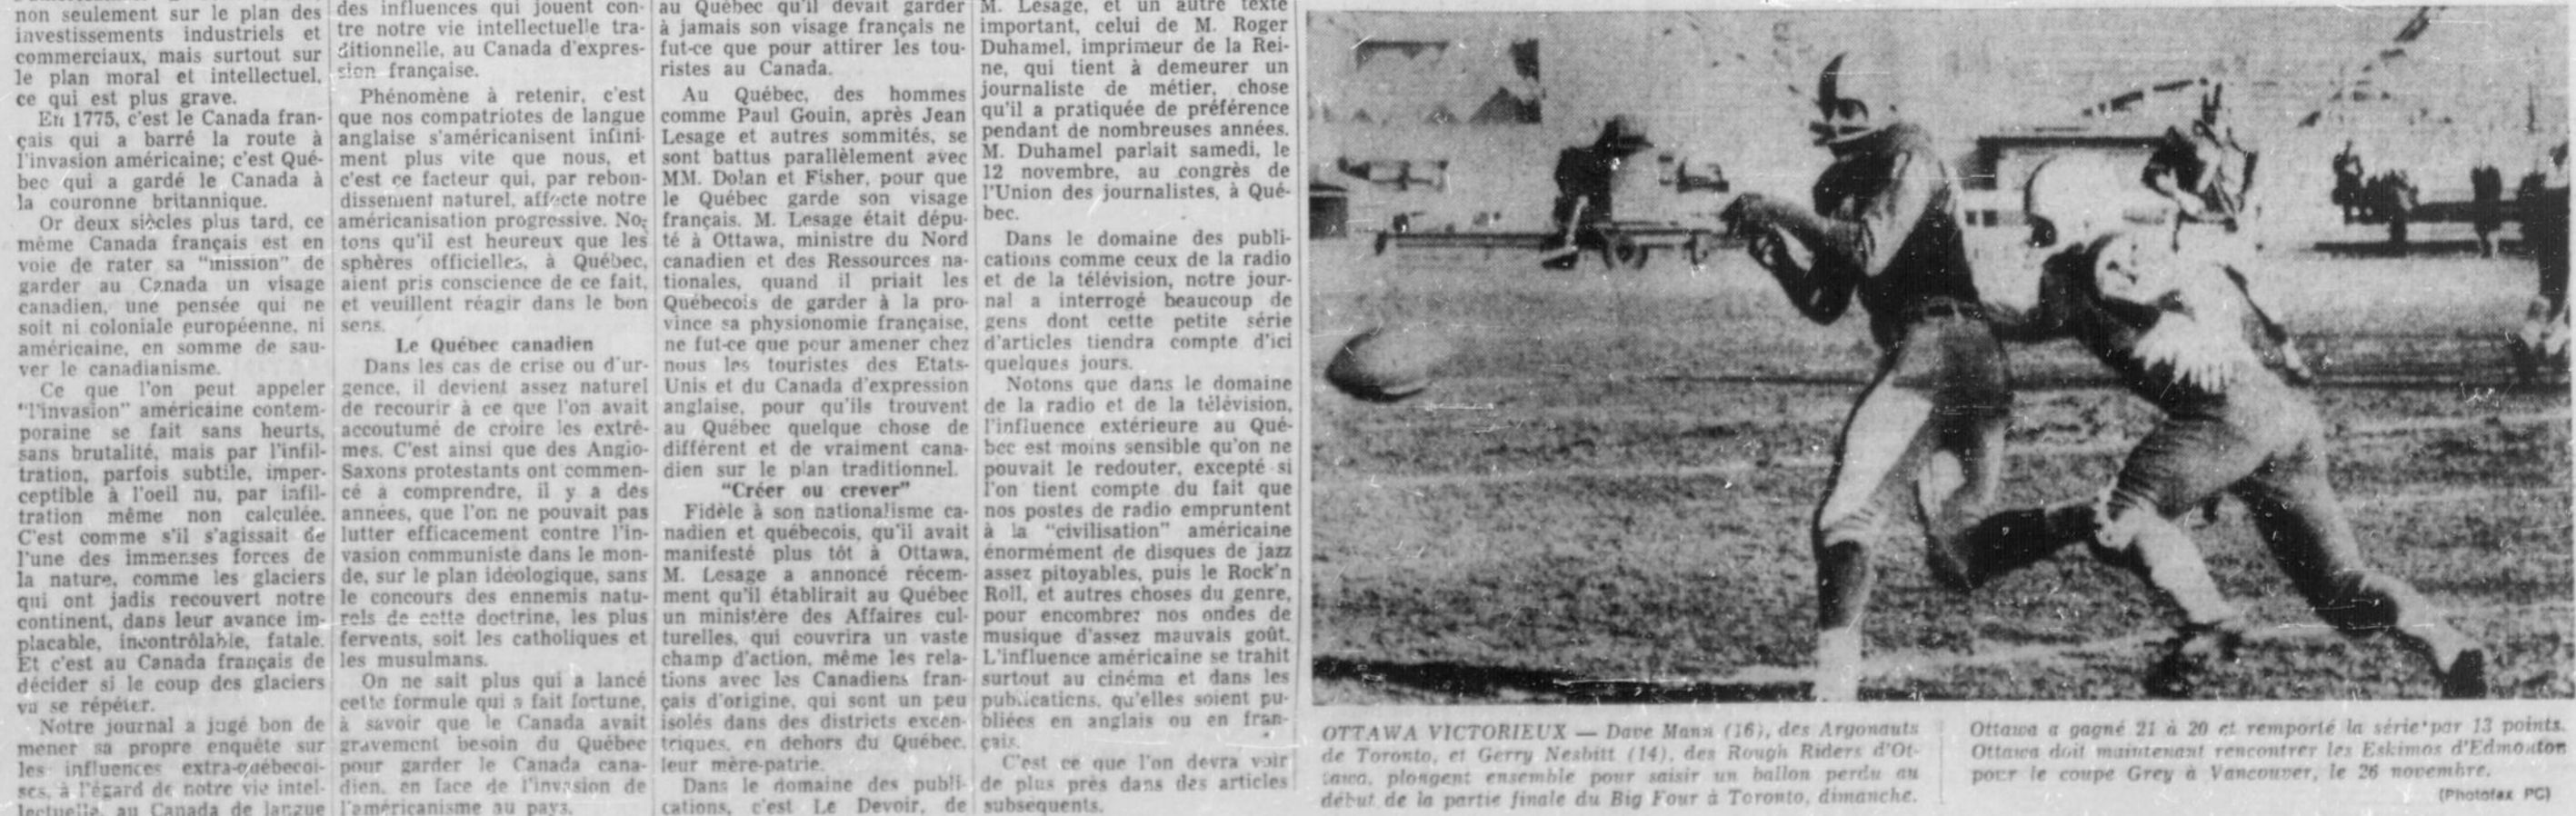 non seulement sur le plan des
investissements industriels et
commerciaux, mais surtout sur
le plan moral et intellectuel,
ce qui est plus grave.
En 1775, c'est le Canada fran-
çais qui a barré la route à
l'invasion américaine; c'est Qué-
bec qui a gardé le Canada à
la couronne britannique.
Or deux siècles plus tard, ce
même Canada français est en
voie de rater sa "mission" de
garder au Canada un visage
canadien, une pensée qui ne
soit ni coloniale européenne, ni
américaine, en somme de sau-
ver le canadianisme.
Ce que l'on peut appeler
"l'invasion" américaine contem-
poraine se fait sans heurts,
sans brutalité, mais par l'infil-
tration, parfois subtile, imper-
ceptible à l'oeil nu, par infil-
tration même non calculée.
C'est comme s'il s'agissait de
l'une des immenses forces de
la nature, comme les glaciers
qui ont jadis recouvert notre
continent, dans leur avance im-
placable, incontrôlable, fatale.
Et c'est au Canada français de
décider si le coup des glaciers
va se répéter.
Notre journal a jugé bon de
mener sa propre enquête sur
les influences extra-québecoi-
ses, à l'égard de notre vie intel-
lectuelle, au Canada de langue
des influences qui jouent con-
tre notre vie intellectuelle tra-
ditionnelle, au Canada d'expres-
sion française.
Phénomène à retenir, c'est
que nos compatriotes de langue
anglaise s'américanisent infini-
ment plus vite que nous, et
c'est ce facteur qui, par rebon-
dissement naturel, affecte notre
américanisation progressive. No-
tons qu'il est heureux que les
sphères officielles, à Québec,
aient pris conscience de ce fait,
et veuillent réagir dans le bon
sens.
Le Québec canadien
Dans les cas de crise ou d'ur-
gence, il devient assez naturel
de recourir à ce que l'on avait
accoutumé de croire les extrê-
mes. C'est ainsi que des Anglo-
Saxons protestants ont commen-
cé à comprendre, il y a des
années, que l'on ne pouvait pas
lutter efficacement contre l'in-
vasion communiste dans le mon-
de, sur le plan idéologique, sans
le concours des ennemis natu-
rels de cette doctrine, les plus
fervents, soit les catholiques et
les musulmans.
On ne sait plus qui a lancé
cette formule qui a fait fortune,
à savoir que le Canada avait
gravement besoin du Québec
pour garder le Canada cana-
dien, en face de l'invasion de
l'américanisme au pays.
au Québec qu'il devait garder
à jamais son visage français ne
fut-ce que pour attirer les tou-
ristes au Canada.
Au Québec, des hommes
comme Paul Gouin, après Jean
Lesage et autres sommités, se
sont battus parallèlement avec
MM. Dolan et Fisher, pour que
le Québec garde son visage
français. M. Lesage était dépu-
té à Ottawa, ministre du Nord
canadien et des Ressources na-
tionales, quand il priait les
Québecois de garder à la pro-
vince sa physionomie française,
ne fut-ce que pour amener chez
nous les touristes des Etats-
Unis et du Canada d'expression
anglaise, pour qu'ils trouvent
au Québec quelque chose de
différent et de vraiment cana-
dien sur le plan traditionnel.
"Créer ou crever"
Fidèle à son nationalisme ca-
nadien et québecois, qu'il avait
manifesté plus tôt à Ottawa,
M. Lesage a annoncé récem-
ment qu'il établirait au Québec
un ministère des Affaires cul-
turelles, qui couvrira un vaste
champ d'action, même les rela-
tions avec les Canadiens fran-
çais d'origine, qui sont un peu
isolés dans des districts excen-
triques, en dehors du Québec,
leur mère-patrie.
Dans le domaine des publi-
cations, c'est Le Devoir, de
M. Lesage, et un autre texte
important, celui de M. Roger
Duhamel, imprimeur de la Rei-
ne, qui tient à demeurer un
journaliste de métier, chose
qu'il a pratiquée de préférence
pendant de nombreuses années.
M. Duhamel parlait samedi, le
12 novembre, au congrès de
l'Union des journalistes, à Qué-
bec.
Dans le domaine des publi-
cations comme ceux de la radio
et de la télévision, notre jour-
nal a interrogé beaucoup de
gens dont cette petite série
d'articles tiendra compte d'ici
quelques jours.
Notons que dans le domaine
de la radio et de la télévision,
l'influence extérieure au Qué-
bec est moins sensible qu'on ne
pouvait le redouter, excepté si
l'on tient compte du fait que
nos postes de radio empruntent
à la "civilisation" américaine
énormément de disques de jazz
assez pitoyables, puis le Rock'n
Roll, et autres choses du genre,
pour encombrer nos ondes de
musique d'assez mauvais goût.
L'influence américaine se trahit
surtout au cinéma et dans les
publications, qu'elles soient pu-
bliées en anglais ou en fran-
çais.
C'est ce que l'on devra voir
de plus près dans des articles
subséquents.
OTTAWA VICTORIEUX — Dave Mann (16), des Argonauts
de Toronto, et Gerry Nesbitt (14), des Rough Riders d'Ot-
tawa, plongent ensemble pour saisir un ballon perdu au
début de la partie finale du Big Four à Toronto, dimanche.
Ottawa a gagné 21 à 20 et remporté la série par 13 points.
Ottawa doit maintenant rencontrer les Eskimos d'Edmonton
pour le coupe Grey à Vancouver, le 26 novembre.
(Photofax PC)